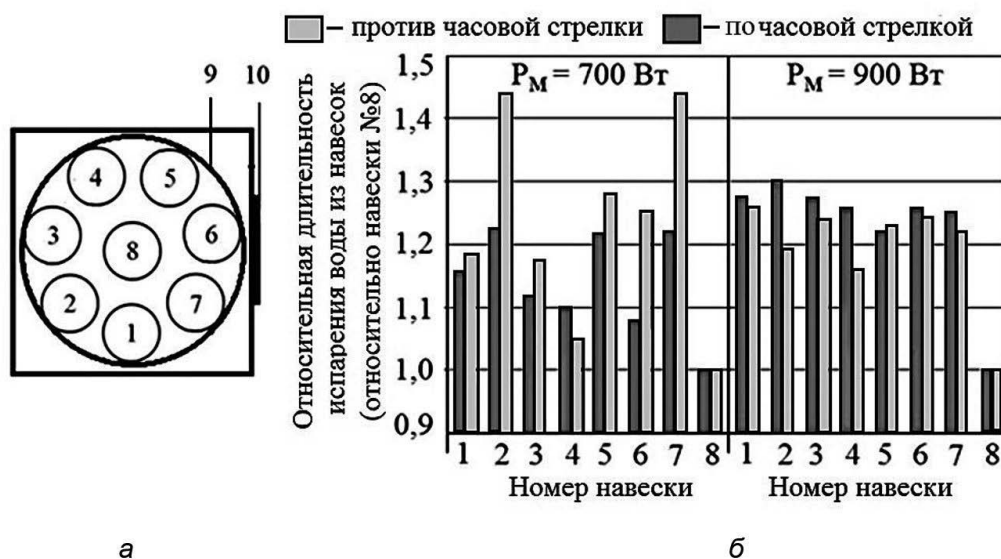 – против часовой стрелки – по часовой стрелкой
9 10
4 5
3 6
8
2 7
1
Относительная длительность
испарения воды из навесок
(относительно навески №8)
1,5
1,4
1,3
1,2
1,1
1,0
0,9
Pм = 700 Вт Pм = 900 Вт
1 2 3 4 5 6 7 8 1 2 3 4 5 6 7 8
Номер навески Номер навески
а б